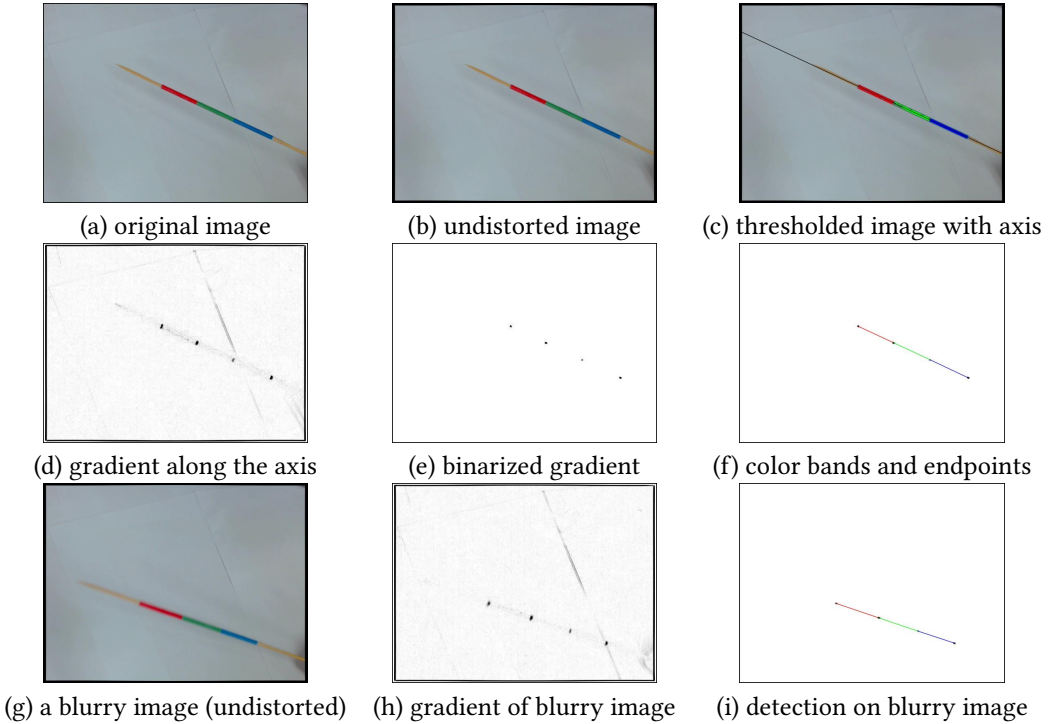 (a) original image
(b) undistorted image
(c) thresholded image with axis
(d) gradient along the axis
(e) binarized gradient
(f) color bands and endpoints
(g) a blurry image (undistorted)
(h) gradient of blurry image
(i) detection on blurry image